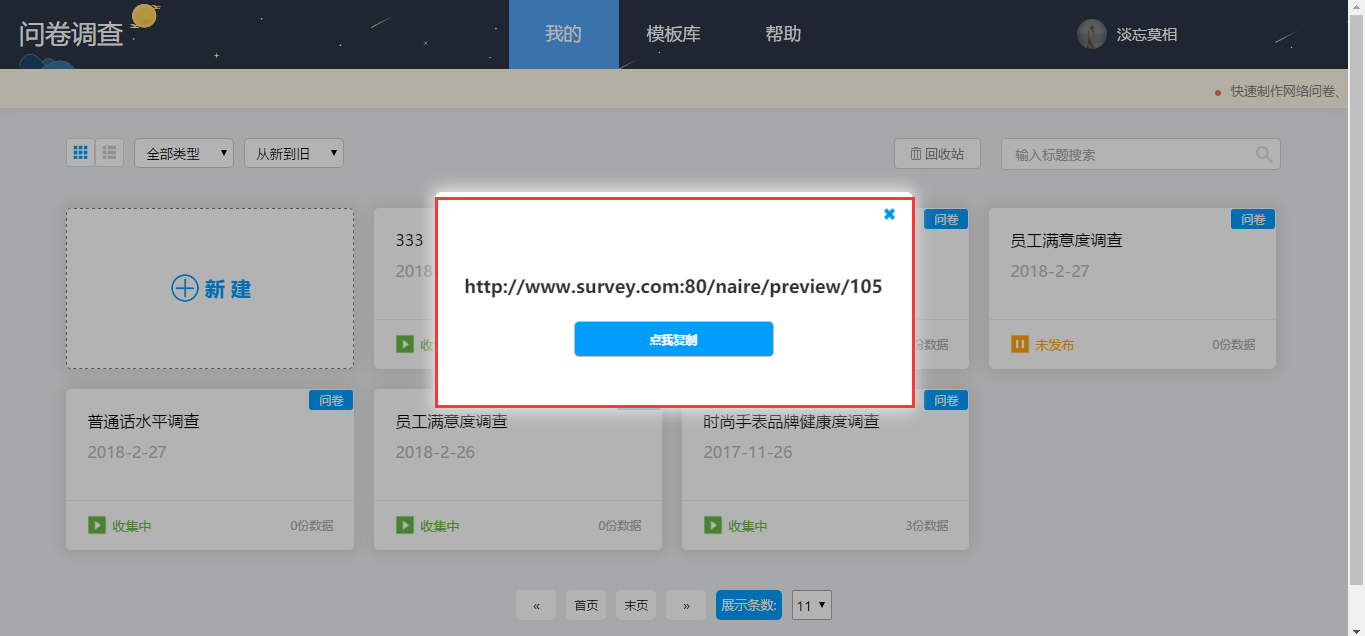 问卷调查
我的 模板库 帮助
淡忘莫相
快速制作网络问卷、
全部类型 从新到旧
回收站 输入标题搜索
新建
333
2018
收
问卷
份数据
问卷
员工满意度调查
2018-2-27
未发布 0份数据
http://www.survey.com:80/naire/preview/105
点我复制
问卷
普通话水平调查
2018-2-27
收集中 0份数据
员工满意度调查
2018-2-26
收集中 0份数据
问卷
时尚手表品牌健康度调查
2017-11-26
收集中 3份数据
« 首页 末页 » 展示条数: 11